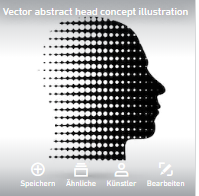 Vector abstract head concept illustration
Speichern Ähnliche Künstler Bearbeiten